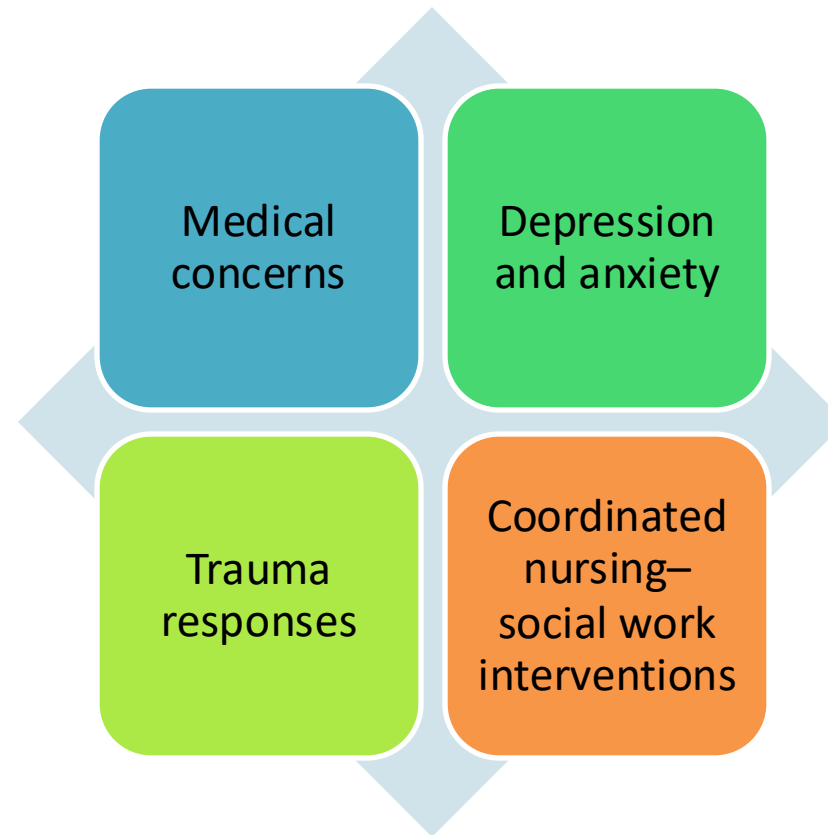 Medical
concerns
Depression
and anxiety
Trauma
responses
Coordinated
nursing–
social work
interventions